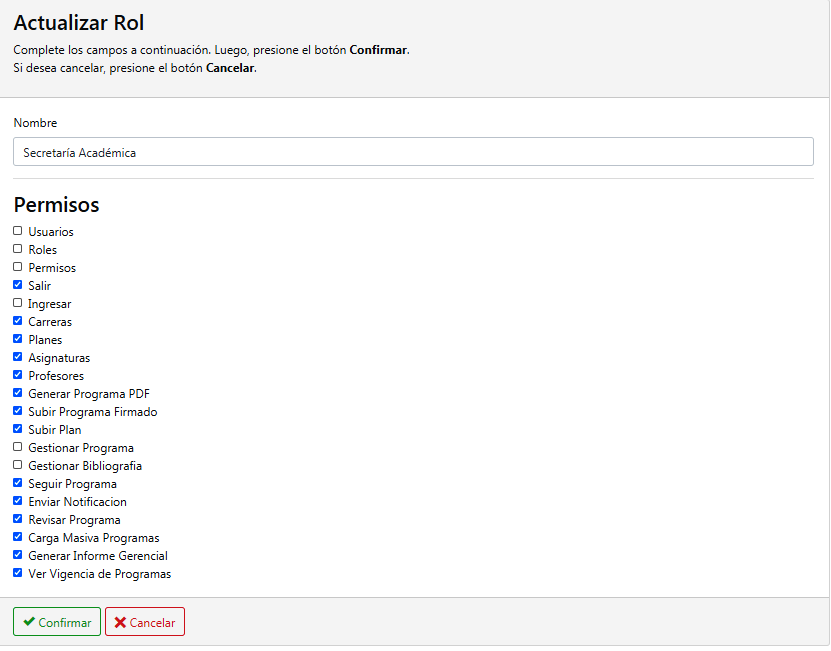 Actualizar Rol
Complete los campos a continuación. Luego, presione el botón Confirmar.
Si desea cancelar, presione el botón Cancelar.
Nombre
Secretaría Académica
Permisos
Usuarios
Roles
Permisos
Salir
Ingresar
Carreras
Planes
Asignaturas
Profesores
Generar Programa PDF
Subir Programa Firmado
Subir Plan
Gestionar Programa
Gestionar Bibliografia
Seguir Programa
Enviar Notificacion
Revisar Programa
Carga Masiva Programas
Generar Informe Gerencial
Ver Vigencia de Programas
Confirmar Cancelar